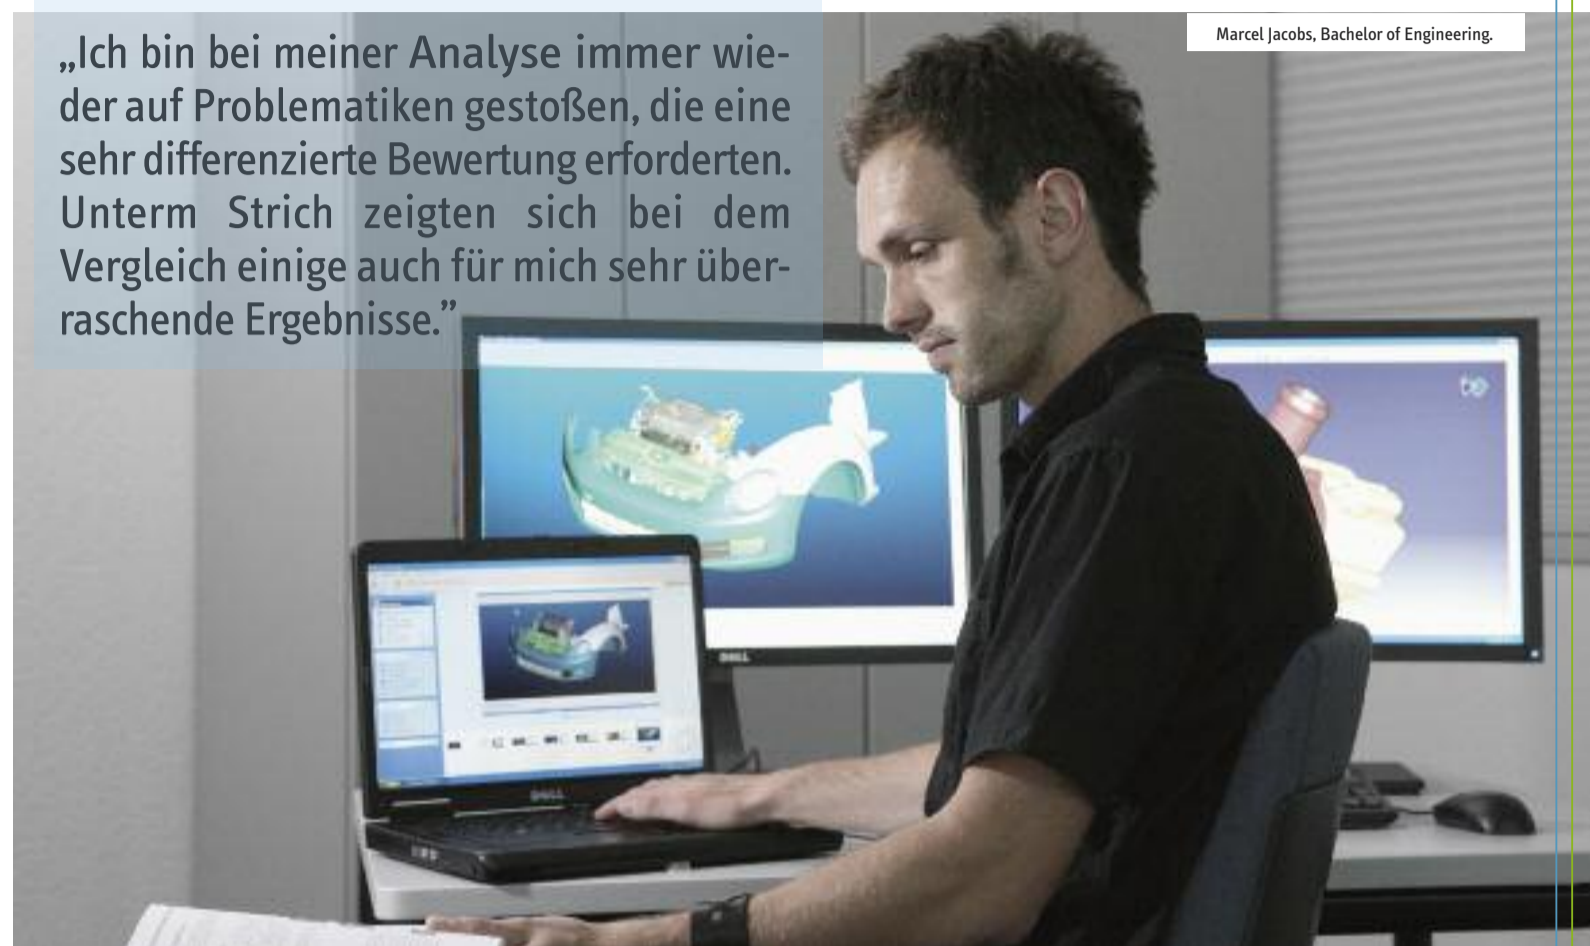 „Ich bin bei meiner Analyse immer wie-
der auf Problematiken gestoßen, die eine
sehr differenzierte Bewertung erforderten.
Unterm Strich zeigten sich bei dem
Vergleich einige auch für mich sehr über-
raschende Ergebnisse.”
Marcel Jacobs, Bachelor of Engineering.
DELL
DELL